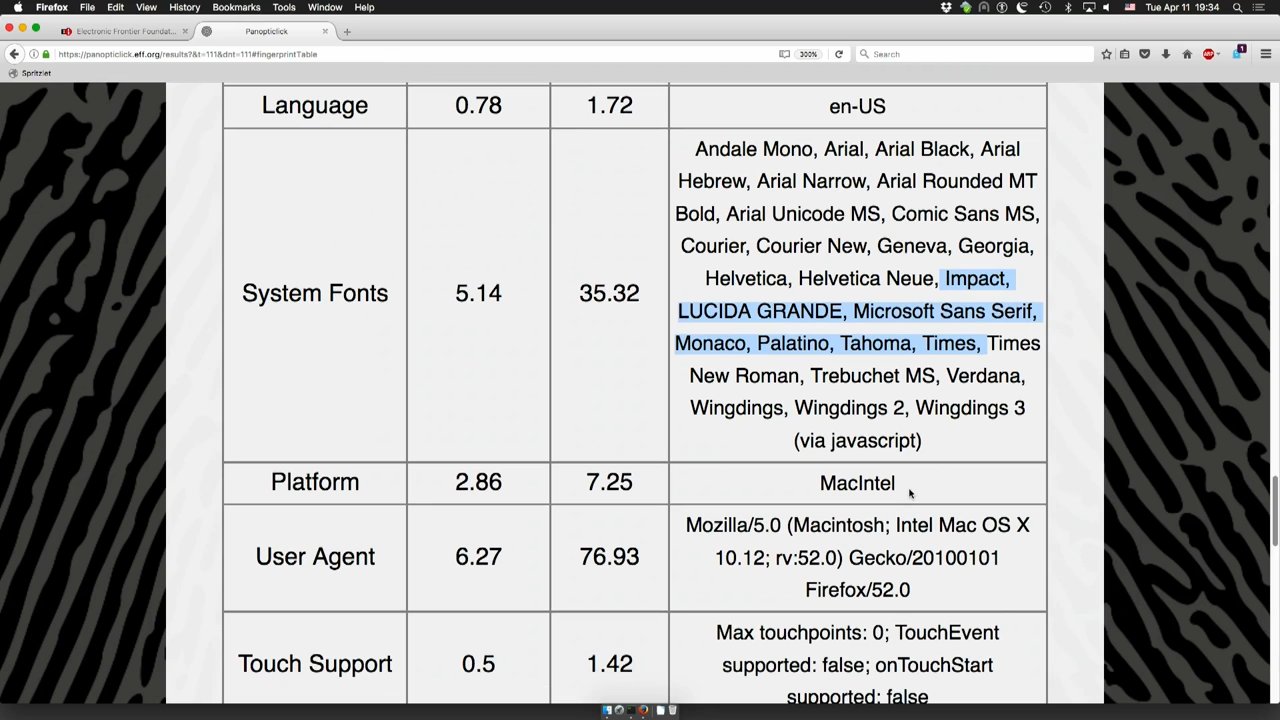 Firefox File Edit View History Bookmarks Tools Window Help Tue Apr 11 19:34
Electronic Frontier Foundat... Panopticlick
https://panopticlick.eff.org/results?&t=111&dnt=111#fingerprintTable 300% Search ABP 1
Spritzlet
Language 0.78 1.72 en-US
Andale Mono, Arial, Arial Black, Arial
Hebrew, Arial Narrow, Arial Rounded MT
Bold, Arial Unicode MS, Comic Sans MS,
Courier, Courier New, Geneva, Georgia,
Helvetica, Helvetica Neue, Impact,
System Fonts 5.14 35.32
LUCIDA GRANDE, Microsoft Sans Serif,
Monaco, Palatino, Tahoma, Times, Times
New Roman, Trebuchet MS, Verdana,
Wingdings, Wingdings 2, Wingdings 3
(via javascript)
Platform 2.86 7.25 MacIntel
User Agent 6.27 76.93
Mozilla/5.0 (Macintosh; Intel Mac OS X
10.12; rv:52.0) Gecko/20100101
Firefox/52.0
Touch Support 0.5 1.42
Max touchpoints: 0; TouchEvent
supported: false; onTouchStart
supported: false